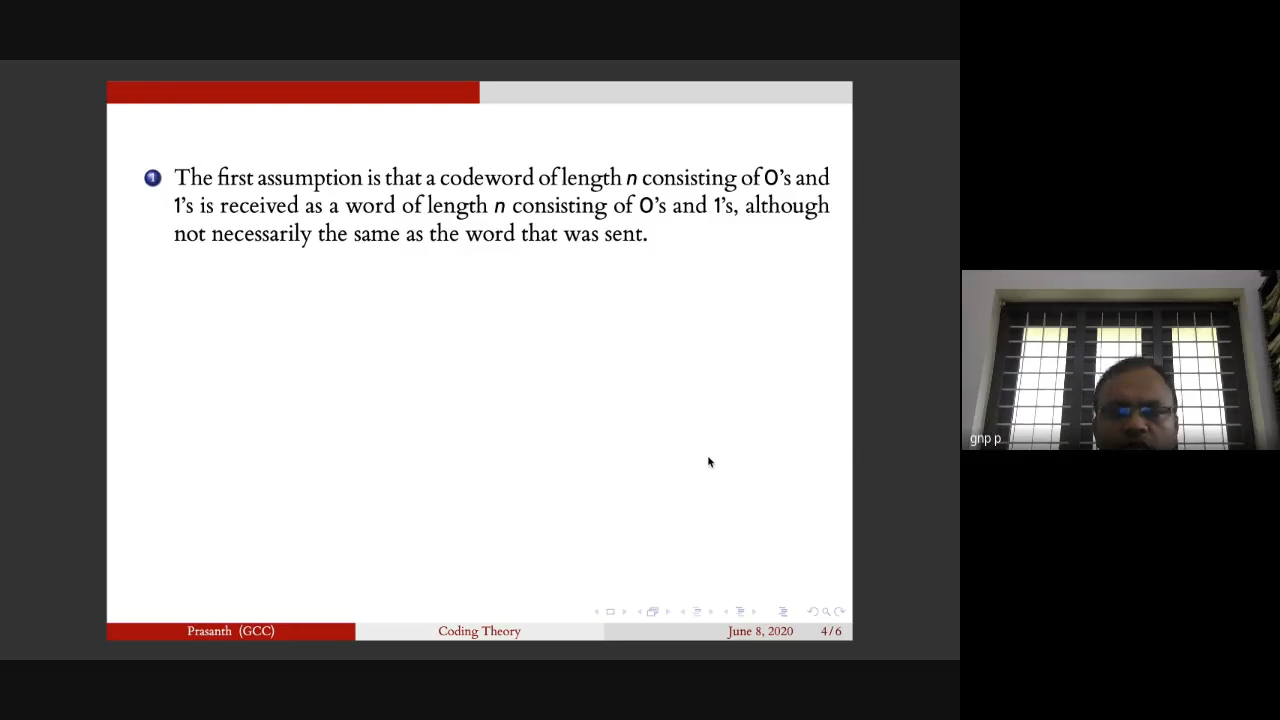 1 The first assumption is that a codeword of length n consisting of 0's and
1's is received as a word of length n consisting of 0's and 1's, although
not necessarily the same as the word that was sent.
gnp p
Prasanth (GCC) Coding Theory June 8, 2020 4/6